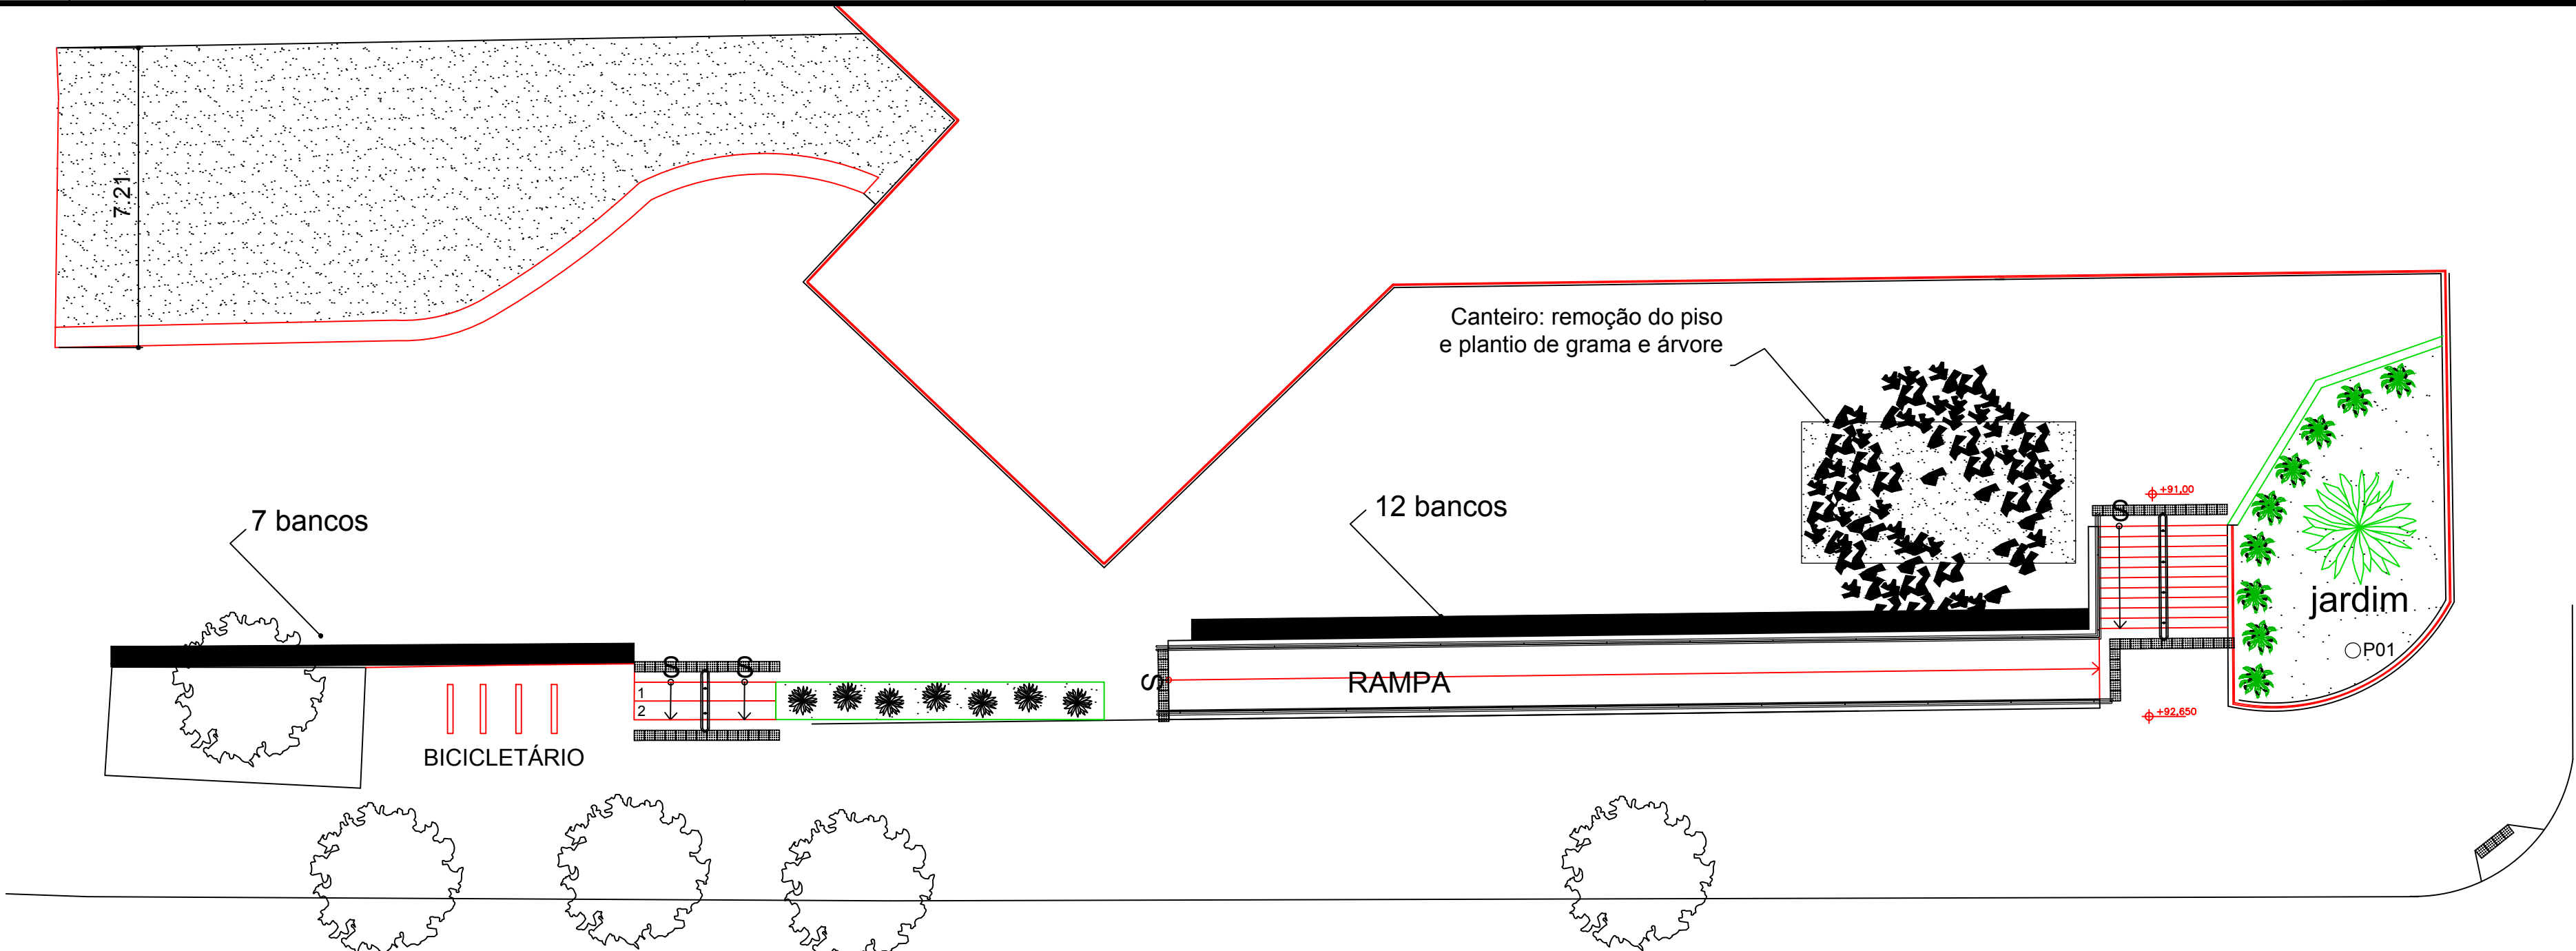 7.21
Canteiro: remoção do piso
e plantio de grama e árvore
7 bancos
12 bancos
+91,00
S
jardim
P01
S
S
1
2
S
RAMPA
+92,650
BICICLETÁRIO